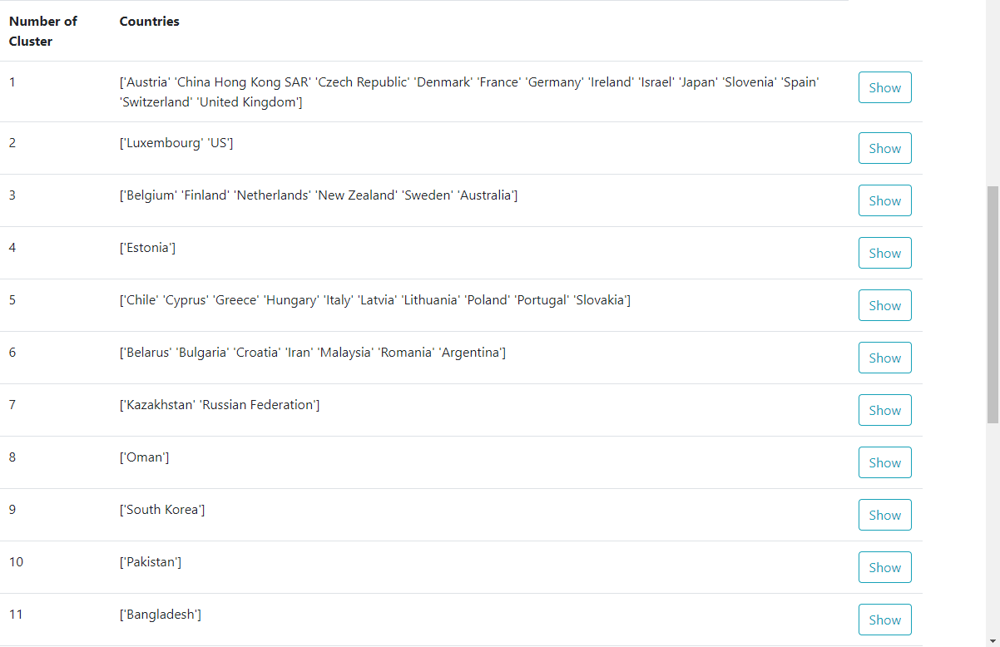 Number of Cluster Countries
1 ['Austria' 'China Hong Kong SAR' 'Czech Republic' 'Denmark' 'France' 'Germany' 'Ireland' 'Israel' 'Japan' 'Slovenia' 'Spain'
'Switzerland' 'United Kingdom'] Show
2 ['Luxembourg' 'US'] Show
3 ['Belgium' 'Finland' 'Netherlands' 'New Zealand' 'Sweden' 'Australia'] Show
4 ['Estonia'] Show
5 ['Chile' 'Cyprus' 'Greece' 'Hungary' 'Italy' 'Latvia' 'Lithuania' 'Poland' 'Portugal' 'Slovakia'] Show
6 ['Belarus' 'Bulgaria' 'Croatia' 'Iran' 'Malaysia' 'Romania' 'Argentina'] Show
7 ['Kazakhstan' 'Russian Federation'] Show
8 ['Oman'] Show
9 ['South Korea'] Show
10 ['Pakistan'] Show
11 ['Bangladesh'] Show